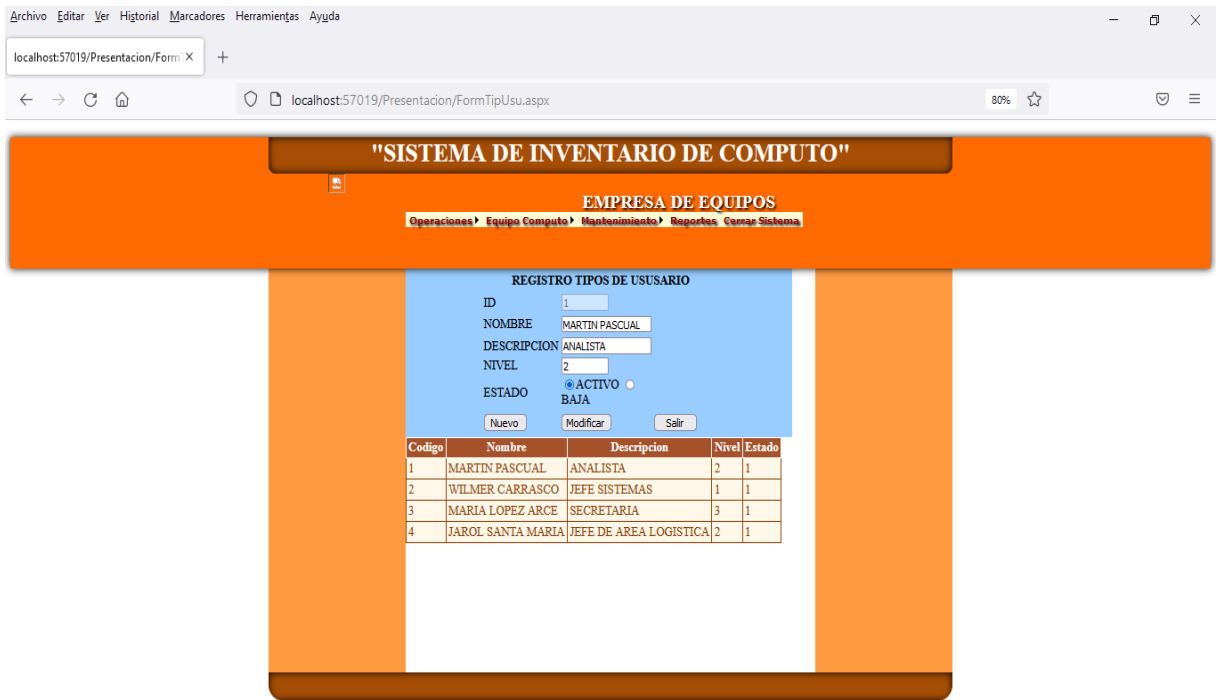 Archivo Editar Ver Historial Marcadores Herramientas Ayuda
localhost:57019/Presentacion/FormT
localhost:57019/Presentacion/FormTipUsu.aspx 80%
"SISTEMA DE INVENTARIO DE COMPUTO"
EMPRESA DE EQUIPOS
Operaciones Equipo Computo Mantenimiento Reportes Cerrar Sistema
REGISTRO TIPOS DE USUSARIO
ID 1
NOMBRE MARTIN PASCUAL
DESCRIPCION ANALISTA
NIVEL 2
ESTADO ACTIVO
BAJA
Nuevo Modificar Salir
Codigo Nombre Descripcion Nivel Estado
1 MARTIN PASCUAL ANALISTA 2 1
2 WILMER CARRASCO JEFE SISTEMAS 1 1
3 MARIA LOPEZ ARCE SECRETARIA 3 1
4 JAROL SANTA MARIA JEFE DE AREA LOGISTICA 2 1